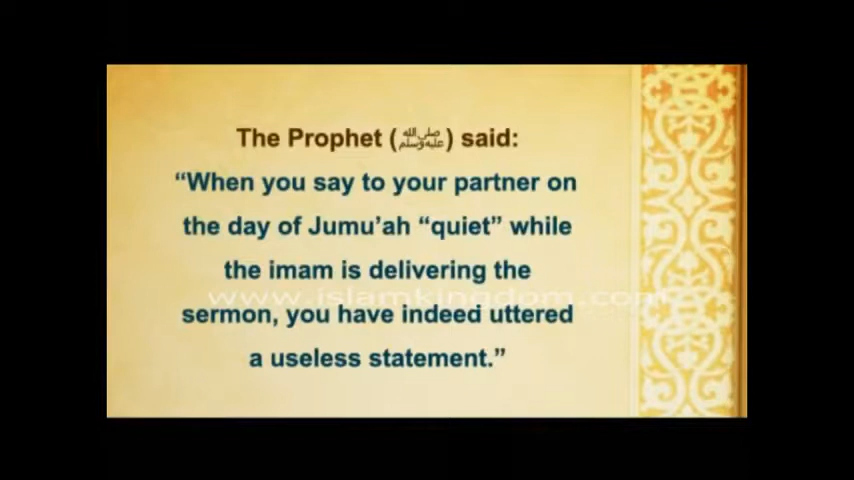 The Prophet (ﷺ) said:
“When you say to your partner on
the day of Jumu’ah “quiet” while
the imam is delivering the
www.islamkingdom.com
sermon, you have indeed uttered
a useless statement.”